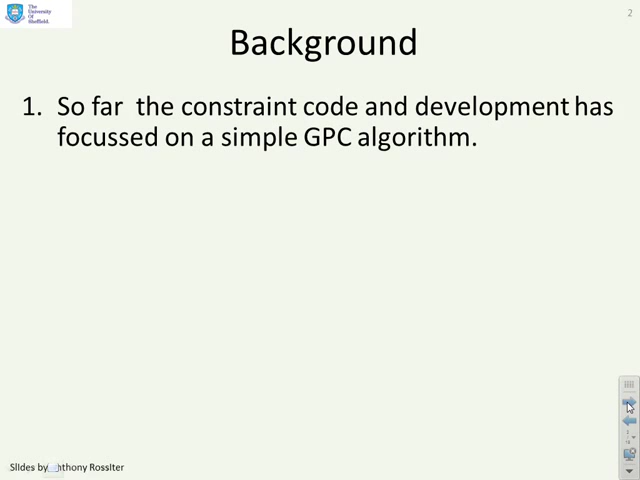 The
University
Of
Sheffield.
2
Background
1. So far the constraint code and development has
focussed on a simple GPC algorithm.
Slides by Anthony Rossiter